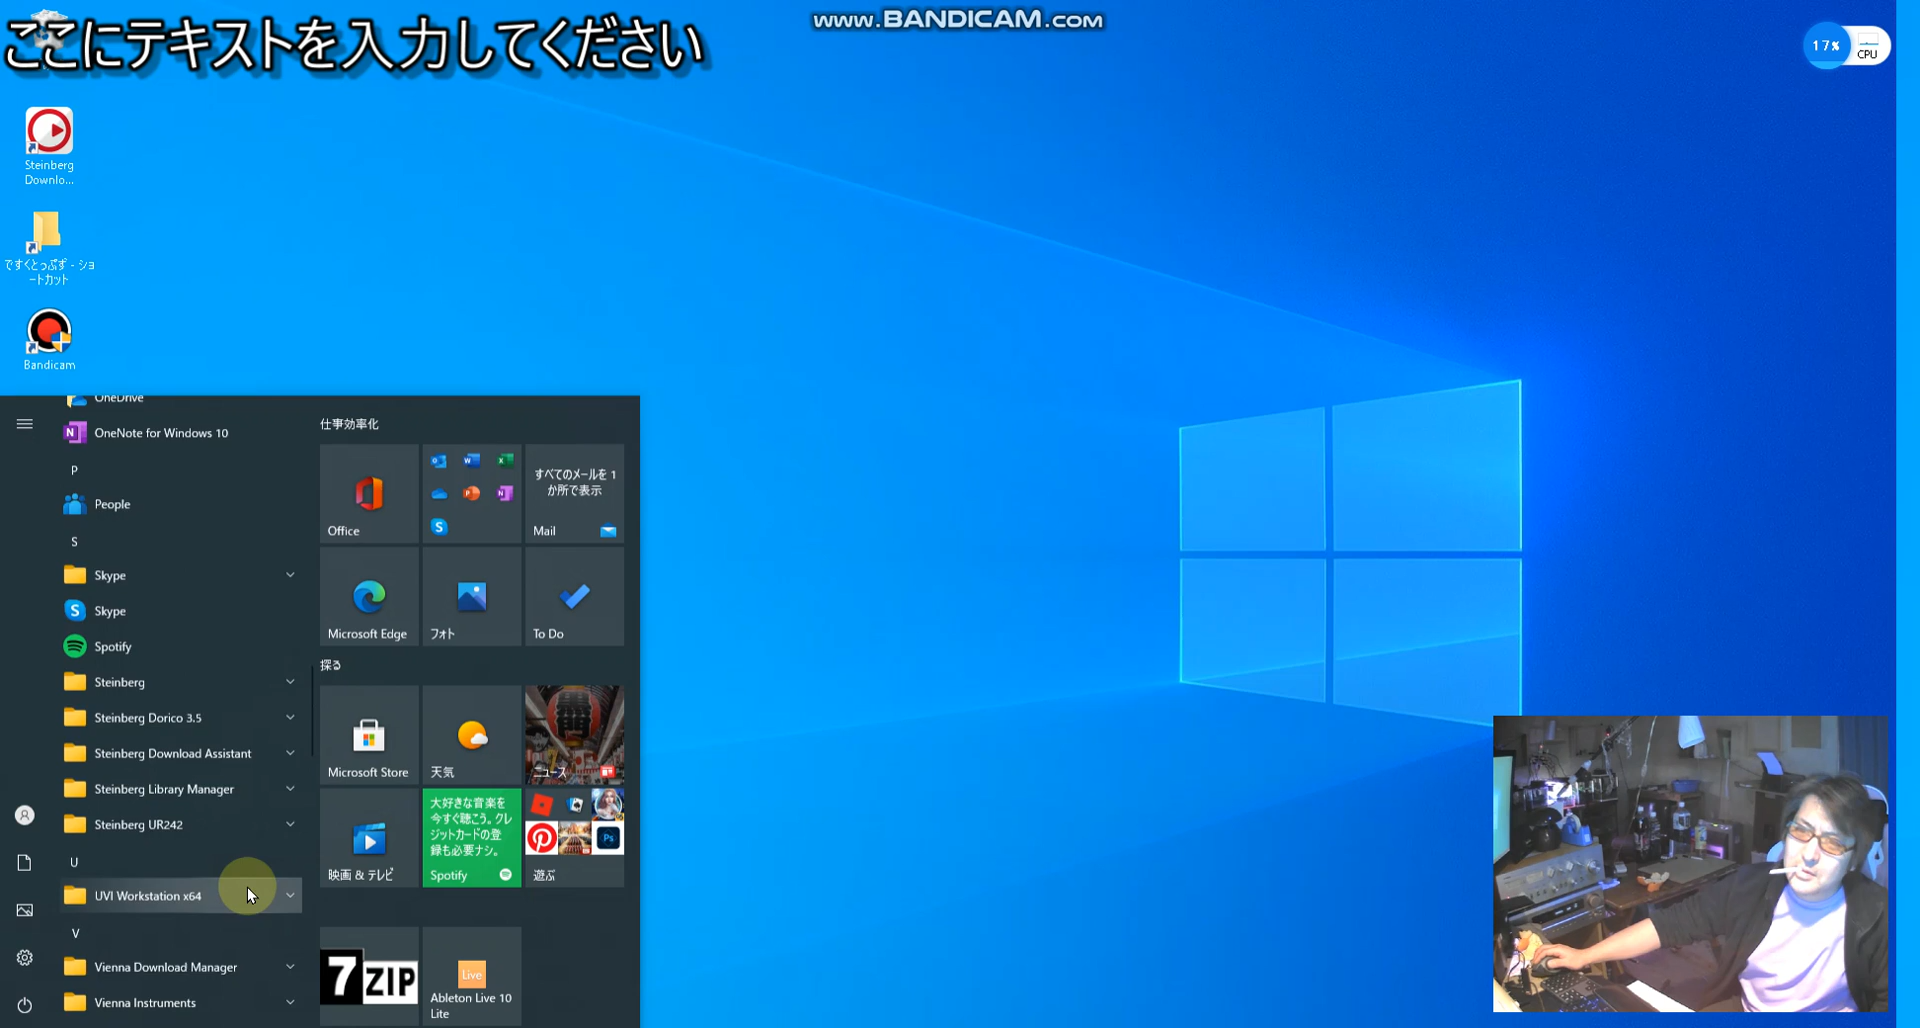 ここにテキストを入力してください
www.BANDICAM.com
17%
CPU
Steinberg
Downlo...
ですくとっぷず - ショ
ートカット
Bandicam
OneDrive
OneNote for Windows 10
P
People
S
Skype
Skype
Spotify
Steinberg
Steinberg Dorico 3.5
Steinberg Download Assistant
Steinberg Library Manager
Steinberg UR242
U
UVI Workstation x64
V
Vienna Download Manager
Vienna Instruments
仕事効率化
Office
すべてのメールを 1
か所で表示
Mail
Microsoft Edge
フォト
To Do
探る
Microsoft Store
天気
ニュース
映画 & テレビ
大好きな音楽を
今すぐ聴こう。クレ
ジットカードの登
録も必要ナシ。
Spotify
遊ぶ
Ps
7ZIP
Live
Ableton Live 10
Lite